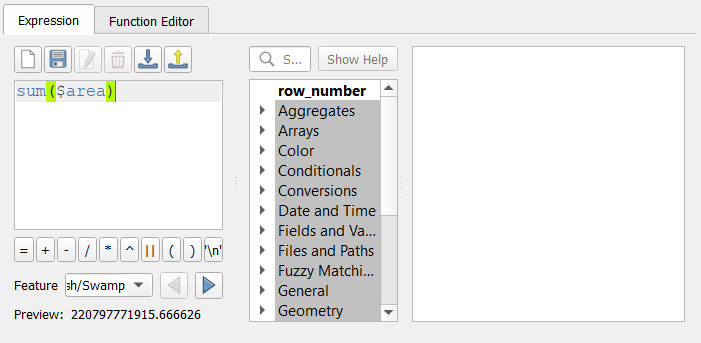 Expression
Function Editor
sum($area)
= + - / * ^ || ( ) '\n'
Feature
sh/Swamp
Preview: 220797771915.666626
S...
Show Help
row_number
Aggregates
Arrays
Color
Conditionals
Conversions
Date and Time
Fields and Va...
Files and Paths
Fuzzy Matchi...
General
Geometry